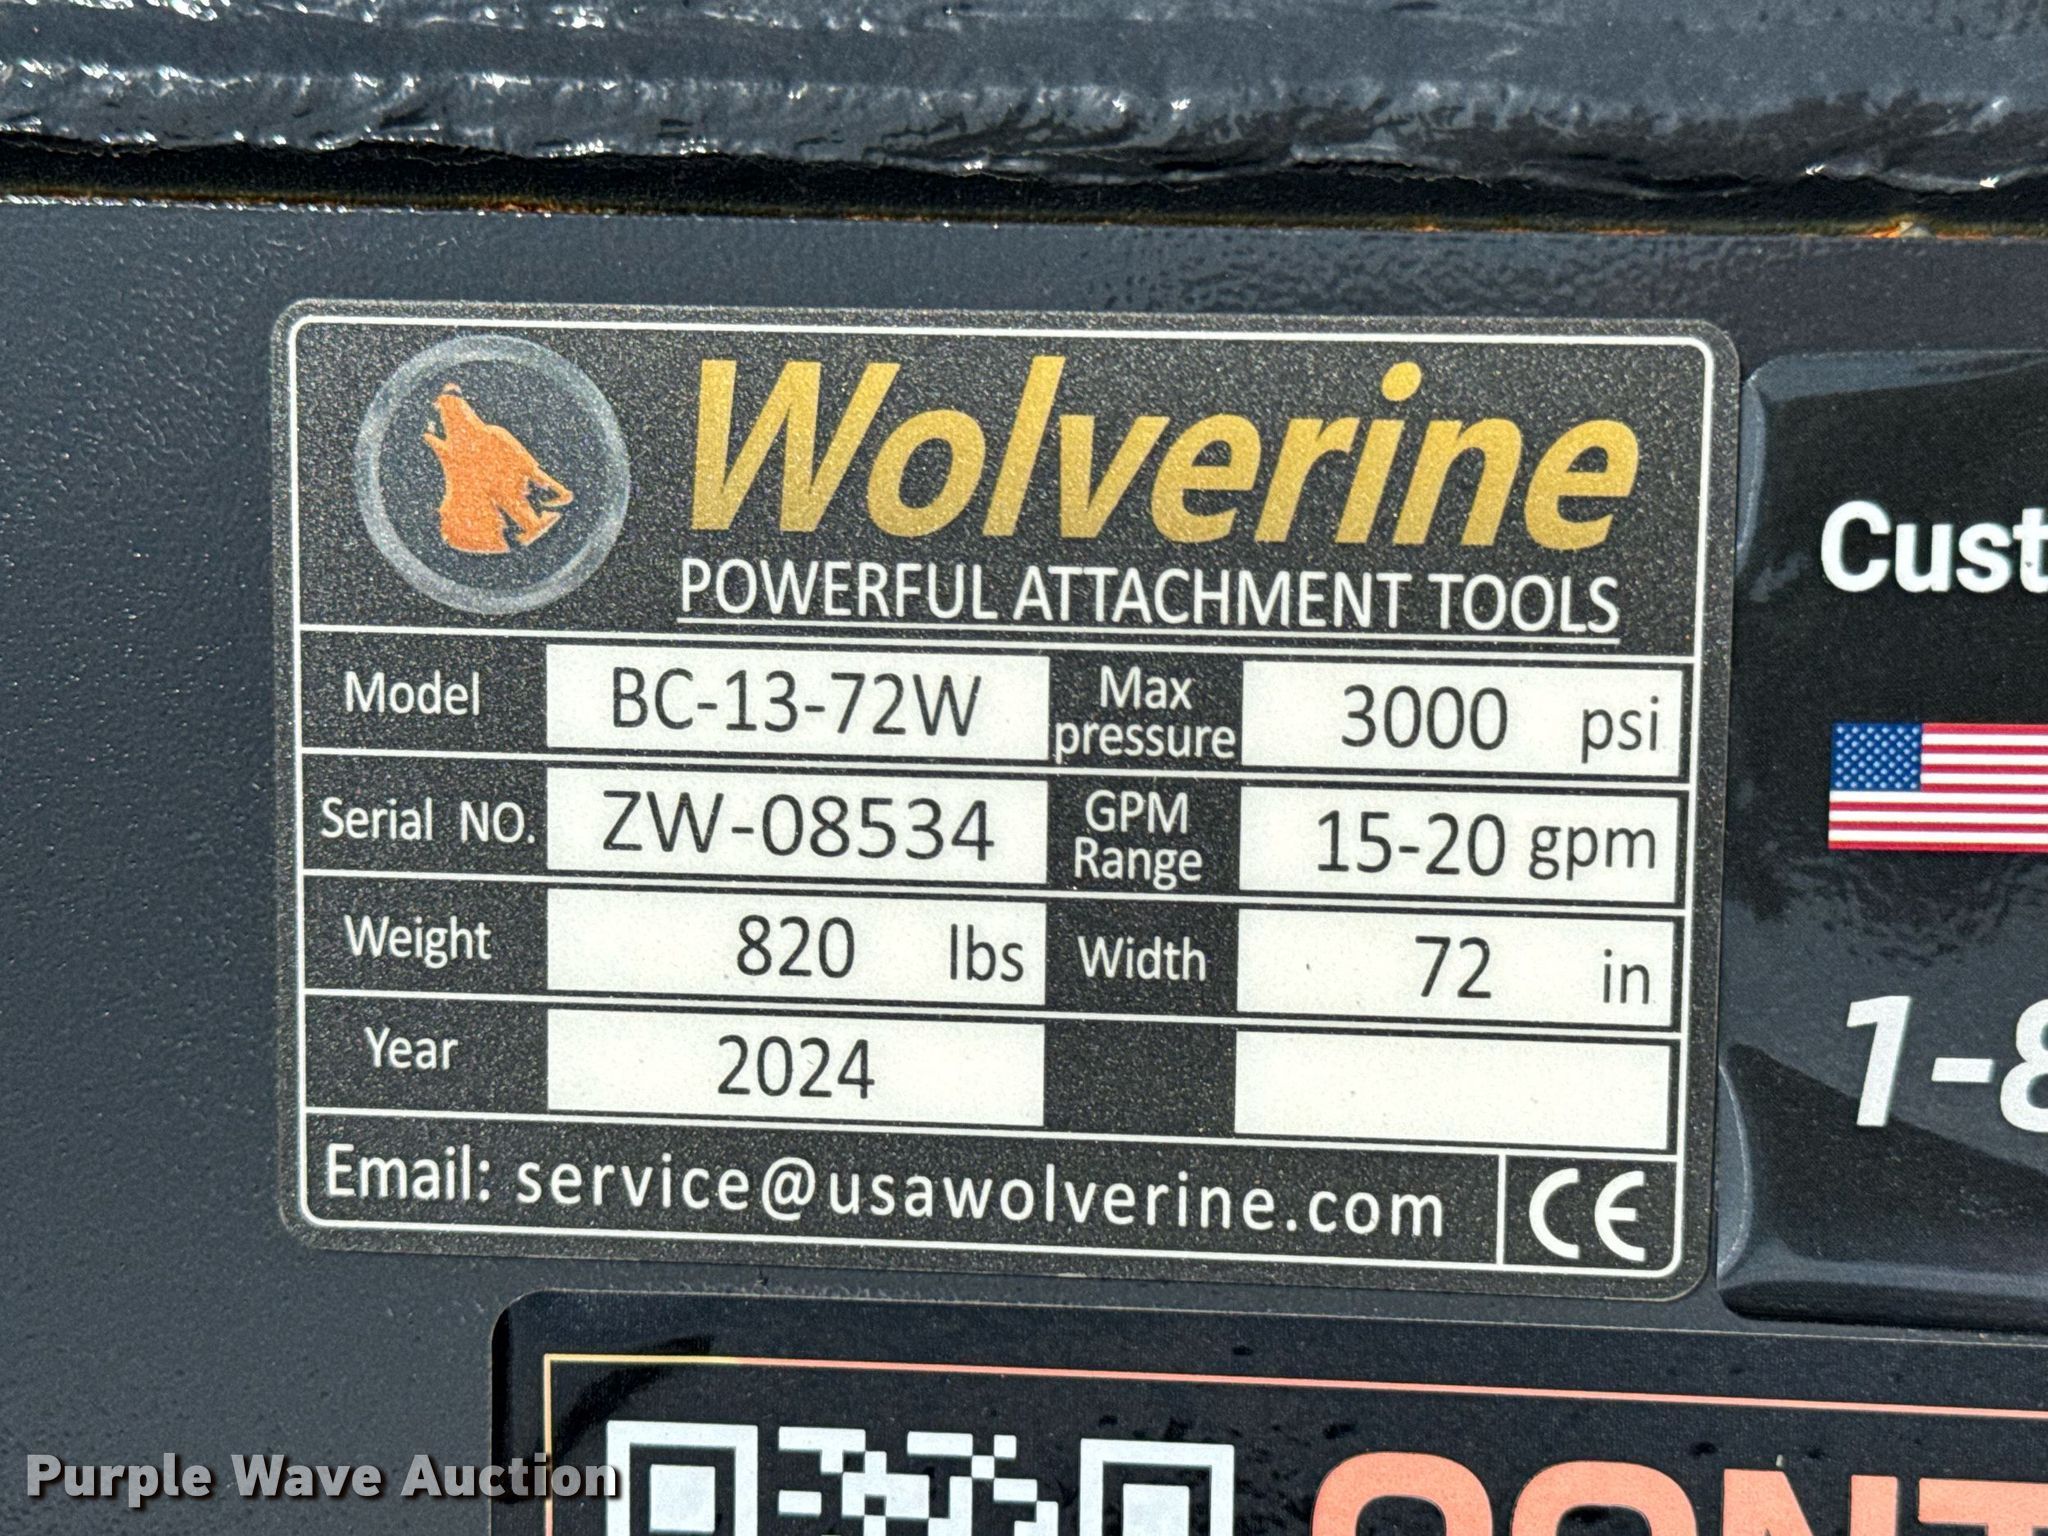 Wolverine
POWERFUL ATTACHMENT TOOLS
Model BC-13-72W Max pressure 3000 psi
Serial NO. ZW-08534 GPM Range 15-20 gpm
Weight 820 lbs Width 72 in
Year 2024
Email: service@usawolverine.com CE
Cust
1-8
CONT
Purple Wave Auction